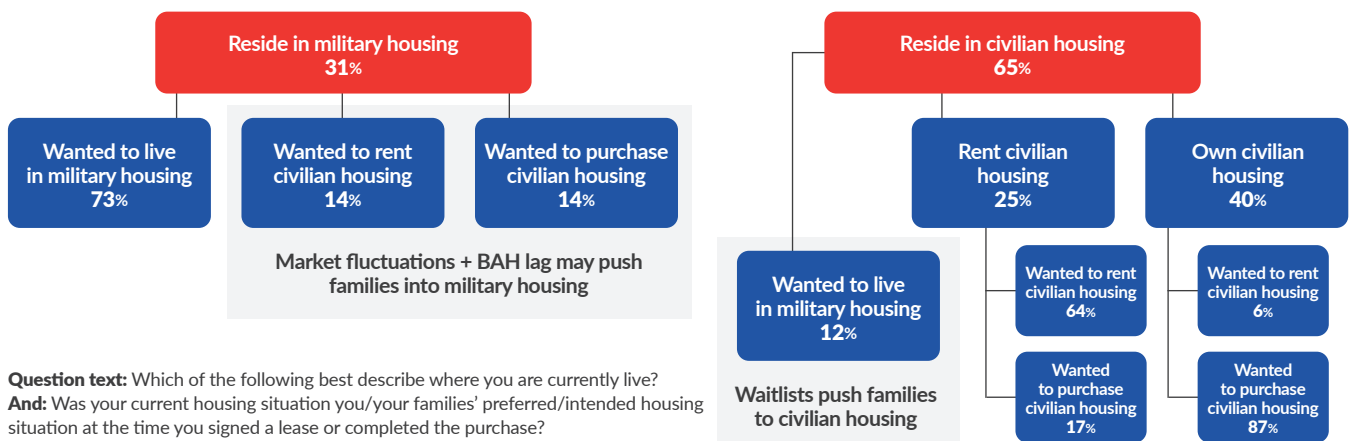 Reside in military housing
31%
Wanted to live
in military housing
73%
Wanted to rent
civilian housing
14%
Wanted to purchase
civilian housing
14%
Market fluctuations + BAH lag may push
families into military housing
Reside in civilian housing
65%
Wanted to live
in military housing
12%
Waitlists push families
to civilian housing
Rent civilian
housing
25%
Wanted to rent
civilian housing
64%
Wanted
to purchase
civilian housing
17%
Own civilian
housing
40%
Wanted to rent
civilian housing
6%
Wanted
to purchase
civilian housing
87%
Question text: Which of the following best describe where you are currently live?
And: Was your current housing situation you/your families’ preferred/intended housing
situation at the time you signed a lease or completed the purchase?